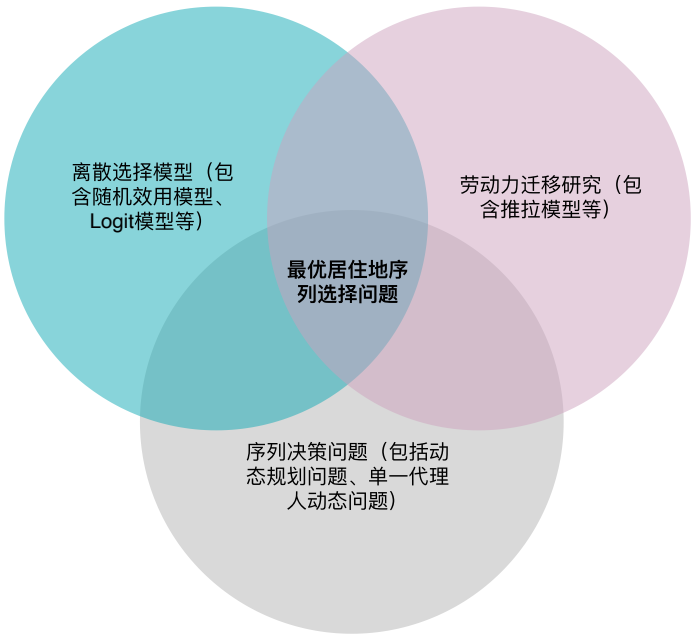 离散选择模型（包
含随机效用模型、
Logit模型等）
劳动力迁移研究（包
含推拉模型等）
最优居住地序
列选择问题
序列决策问题（包括动
态规划问题、单一代理
人动态问题）